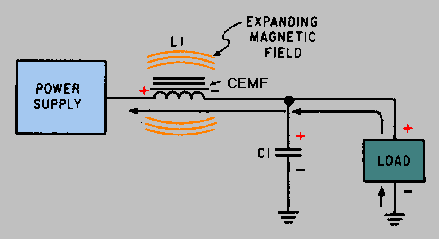 EXPANDING
MAGNETIC
FIELD
L1
CEMF
POWER
SUPPLY
+
-
C1
+
-
LOAD
+
-